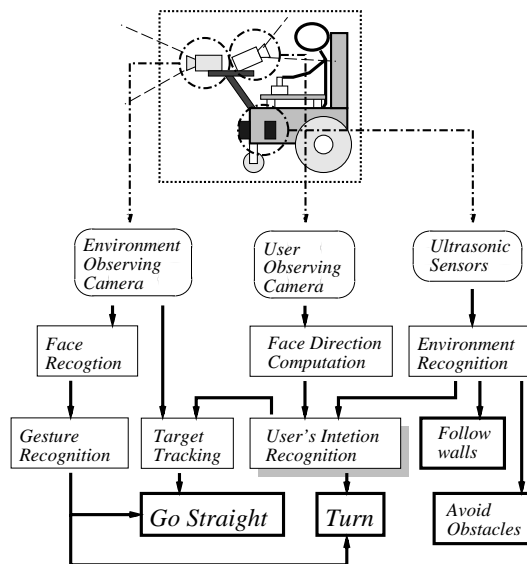 Environment
Observing
Camera
User
Observing
Camera
Ultrasonic
Sensors
Face
Recogtion
Face Direction
Computation
Environment
Recognition
Gesture
Recognition
Target
Tracking
User's Intetion
Recognition
Follow
walls
Go Straight
Turn
Avoid
Obstacles